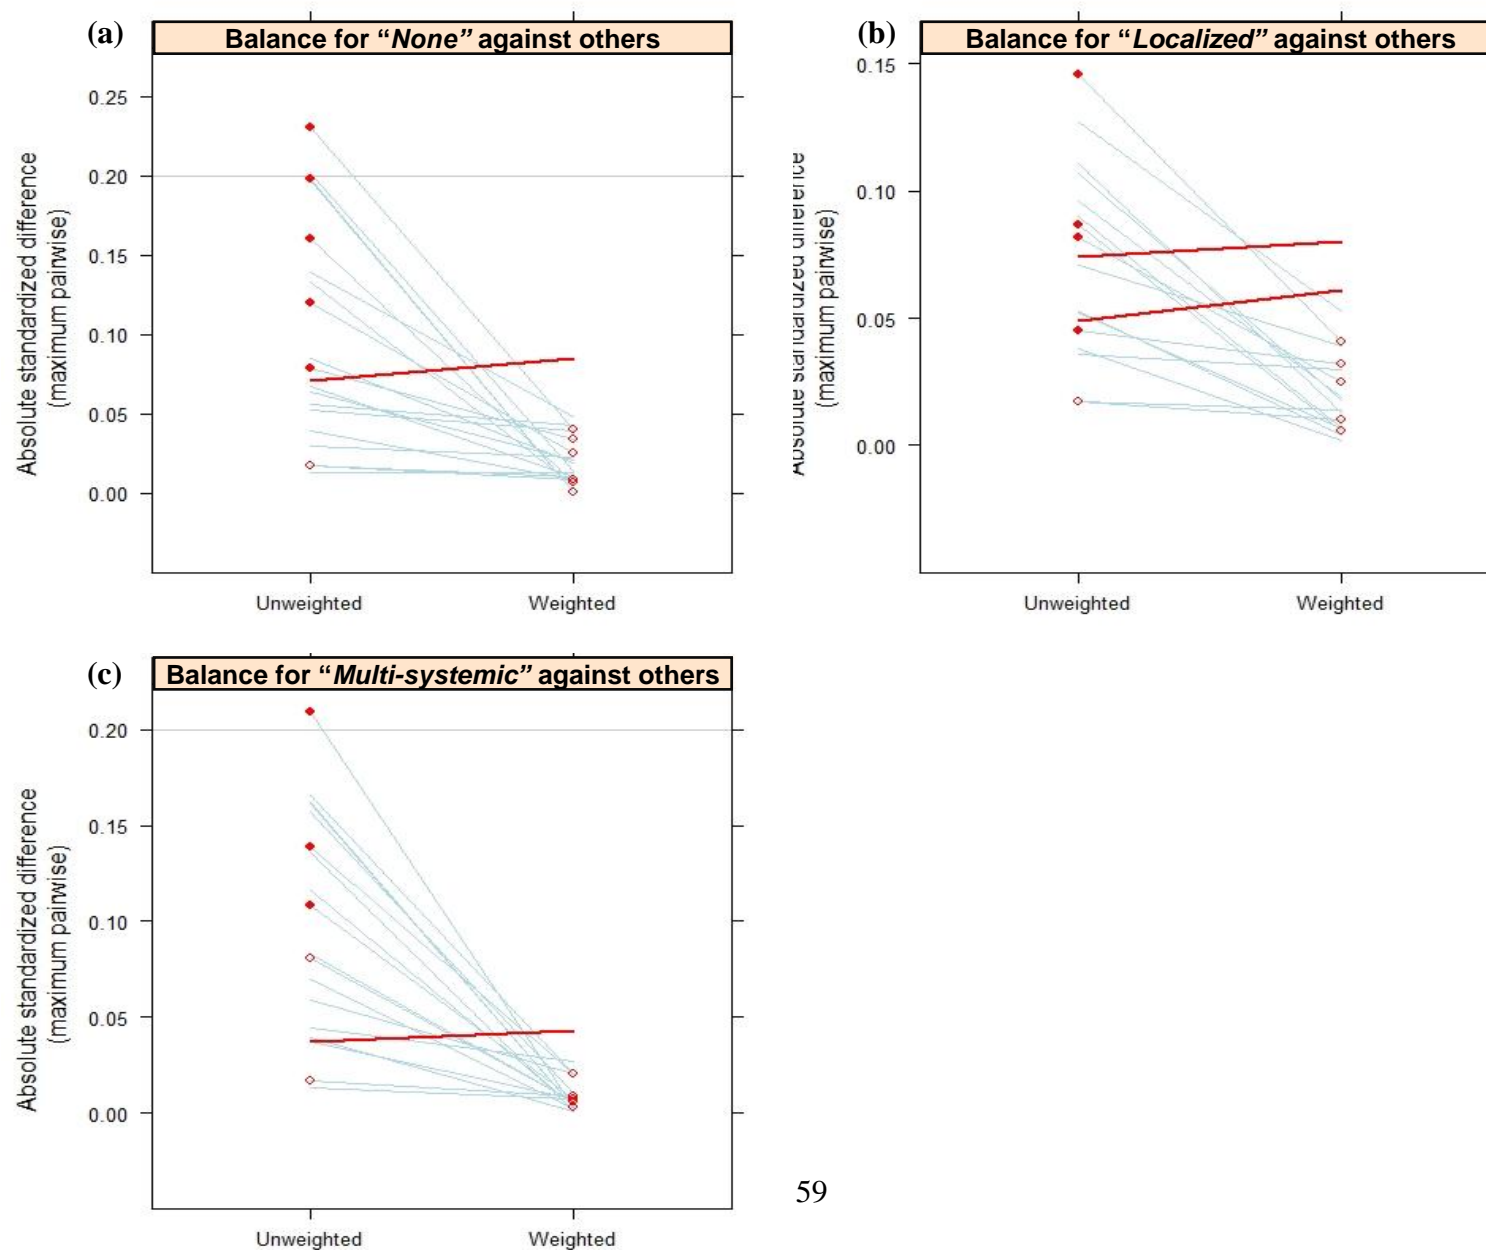 (a)
Balance for “None” against others
Absolute standardized difference
(maximum pairwise)
0.25
0.20
0.15
0.10
0.05
0.00
Unweighted
Weighted
(b)
Balance for “Localized” against others
Absolute standardized difference
(maximum pairwise)
0.15
0.10
0.05
0.00
Unweighted
Weighted
(c)
Balance for “Multi-systemic” against others
Absolute standardized difference
(maximum pairwise)
0.20
0.15
0.10
0.05
0.00
Unweighted
Weighted
59